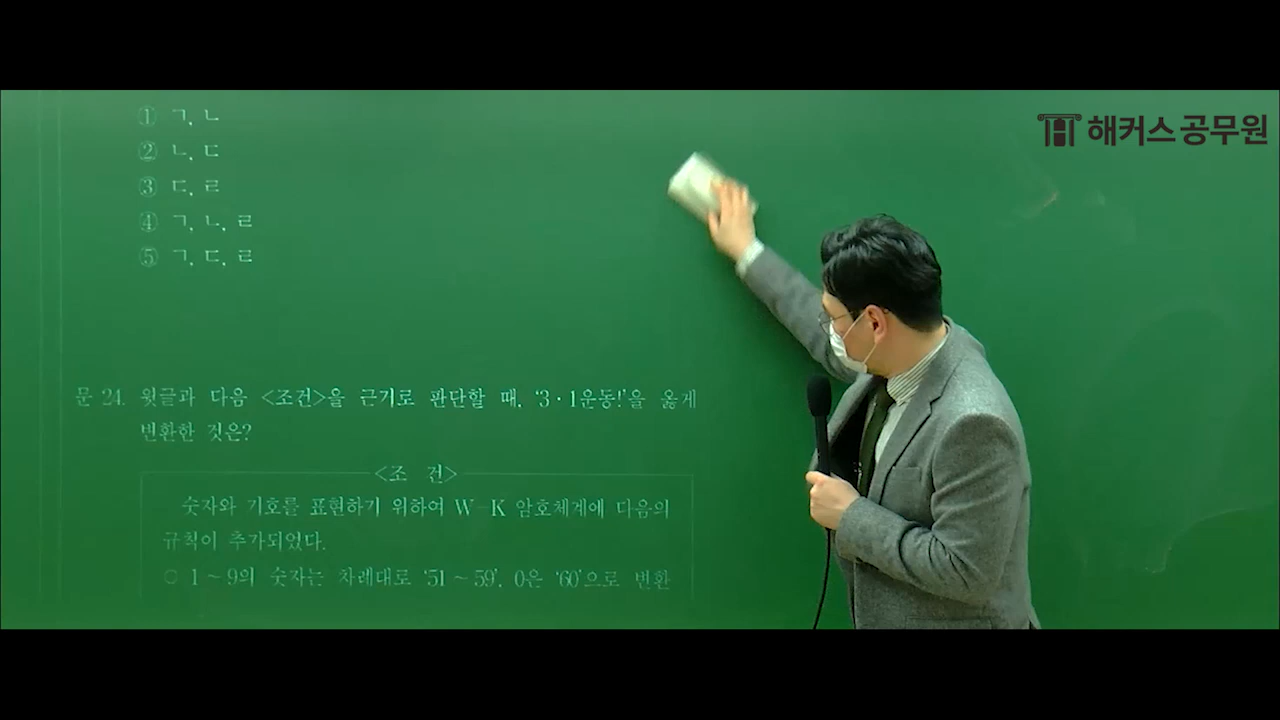 ① ㄱ, ㄴ
② ㄴ, ㄷ
③ ㄷ, ㄹ
④ ㄱ, ㄴ, ㄹ
⑤ ㄱ, ㄷ, ㄹ
해커스 공무원
문 24. 윗글과 다음 <조건>을 근기로 판단할 때, ‘3·1운동!’을 옳게
변환한 것은?
<조 건>
숫자와 기호를 표현하기 위하여 W-K 암호체계에 다음의
규칙이 추가되었다.
○ 1～9의 숫자는 차례대로 ‘51～59’, 0은 ‘60’으로 변환